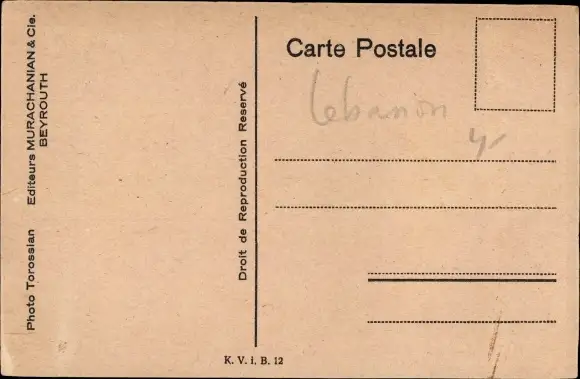 Photo Torossian Editeurs MURACHANIAN & Cie.
BEYROUTH
Droit de Reproduction Reservé
Carte Postale
Lebanon
K. V. i. B. 12